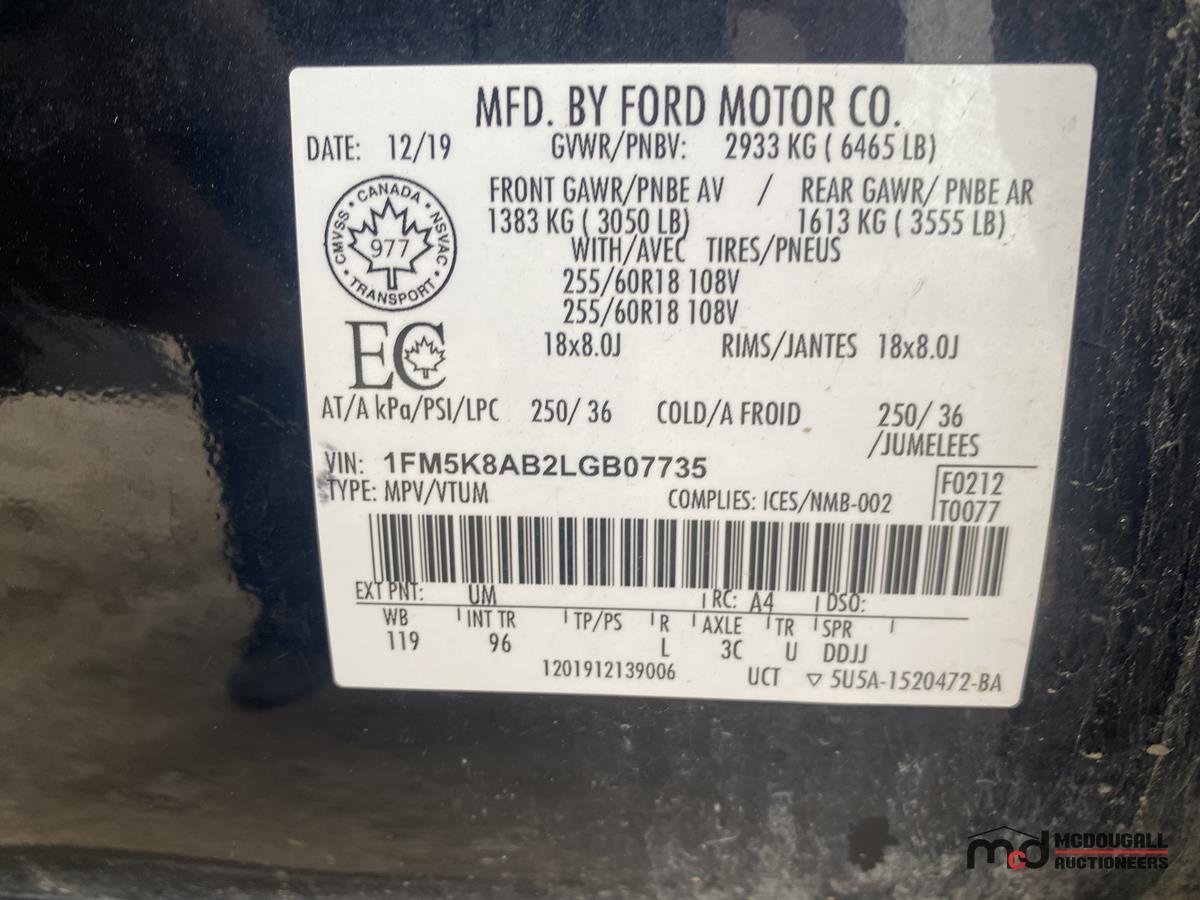 MFD. BY FORD MOTOR CO.
DATE: 12/19 GVWR/PNBV: 2933 KG ( 6465 LB)
FRONT GAWR/PNBE AV / REAR GAWR/ PNBE AR
1383 KG ( 3050 LB) 1613 KG ( 3555 LB)
WITH/AVEC TIRES/PNEUS
255/60R18 108V
255/60R18 108V
18x8.0J RIMS/JANTES 18x8.0J
CANADA
CMVSS
977
NSVAC
TRANSPORT
EC
AT/A kPa/PSI/LPC 250/ 36 COLD/A FROID 250/ 36
/JUMELEES
VIN: 1FM5K8AB2LGB07735
TYPE: MPV/VTUM COMPLIES: ICES/NMB-002
F0212
T0077
EXT PNT: UM RC: A4 DSO:
WB INT TR TP/PS R AXLE TR SPR
119 96 L 3C U DDJJ
1201912139006 UCT ▽ 5U5A-1520472-BA
mcd MCDOUGALL
AUCTIONEERS